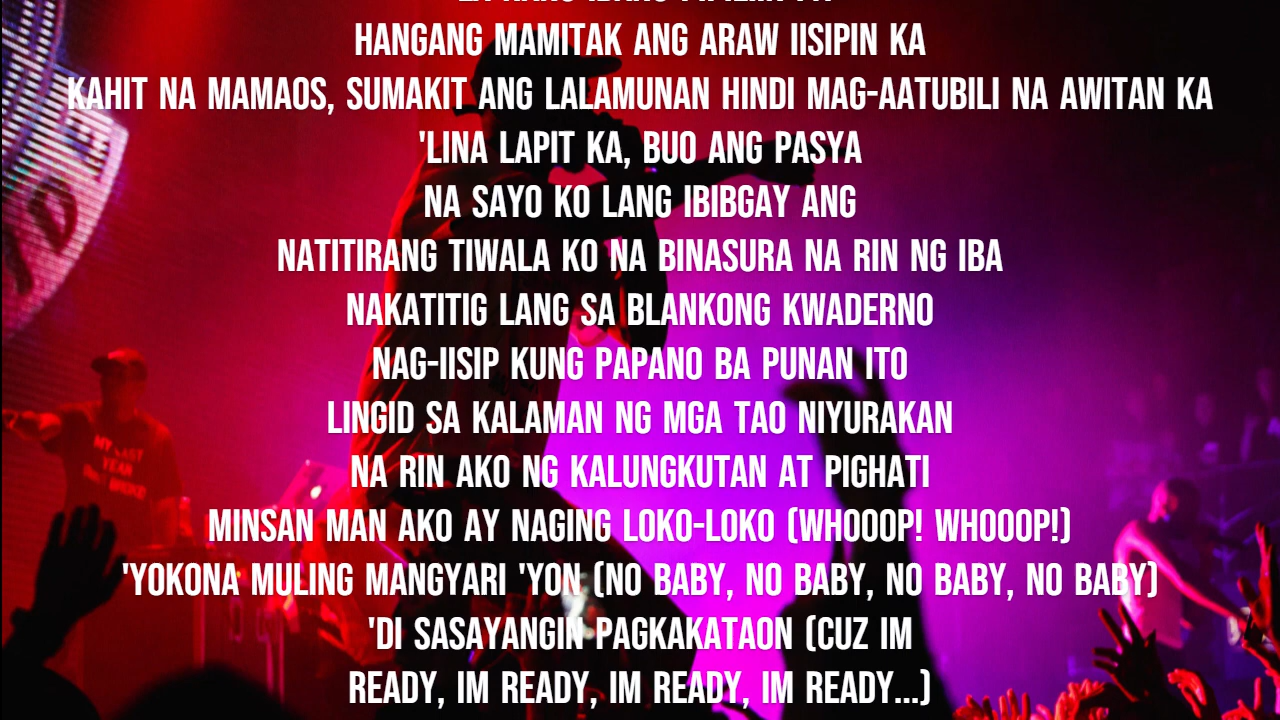 HANGANG MAMITAK ANG ARAW IISIPIN KA
KAHIT NA MAMAOS, SUMAKIT ANG LALAMUNAN HINDI MAG-AATUBILI NA AWITAN KA
'LINA LAPIT KA, BUO ANG PASYA
NA SAYO KO LANG IBIBGAY ANG
NATITIRANG TIWALA KO NA BINASURA NA RIN NG IBA
NAKATITIG LANG SA BLANKONG KWADERNO
NAG-IISIP KUNG PAPANO BA PUNAN ITO
LINGID SA KALAMAN NG MGA TAO NIYURAKAN
NA RIN AKO NG KALUNGKUTAN AT PIGHATI
MINSAN MAN AKO AY NAGING LOKO-LOKO (WHOOOP! WHOOOP!)
'YOKONA MULING MANGYARI 'YON (NO BABY, NO BABY, NO BABY, NO BABY)
'DI SASAYANGIN PAGKAKATAON (CUZ IM
READY, IM READY, IM READY, IM READY...)
MY LAST
YEAR